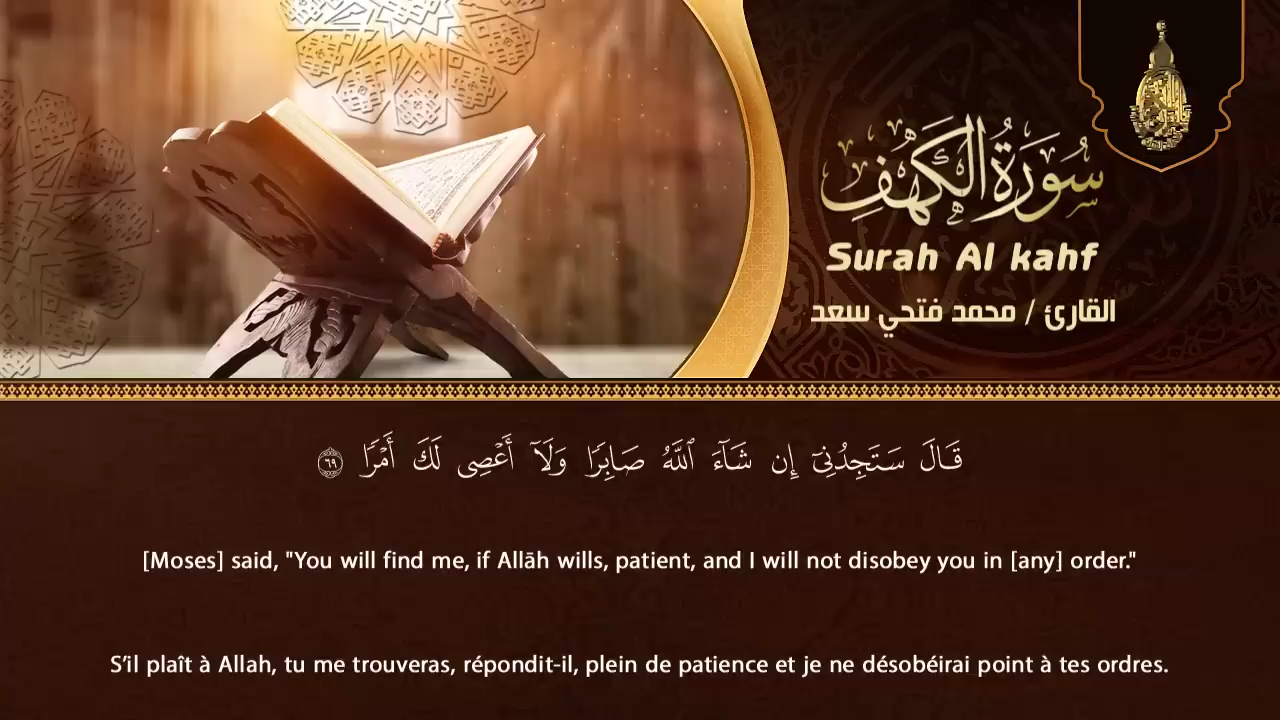 سُورَةُ الكَهْفِ
Surah Al kahf
القارئ / محمد فتحي سعد
قَالَ سَتَجِدُنِىٓ إِن شَآءَ ٱللَّهُ صَابِرًا وَلَآ أَعْصِى لَكَ أَمْرًا ٦٩
[Moses] said, "You will find me, if Allāh wills, patient, and I will not disobey you in [any] order."
S’il plaît à Allah, tu me trouveras, répondit-il, plein de patience et je ne désobéirai point à tes ordres.